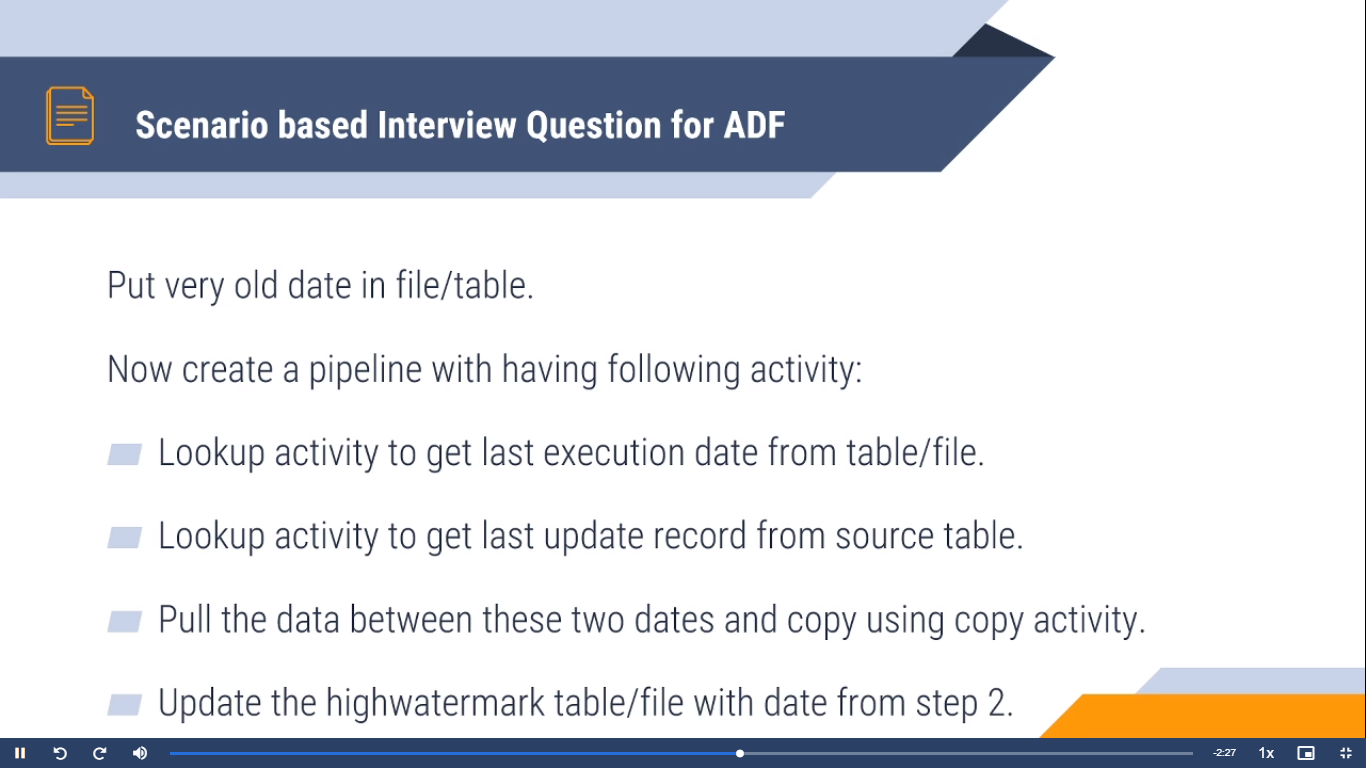 Scenario based Interview Question for ADF
Put very old date in file/table.
Now create a pipeline with having following activity:
Lookup activity to get last execution date from table/file.
Lookup activity to get last update record from source table.
Pull the data between these two dates and copy using copy activity.
Update the highwatermark table/file with date from step 2.
-2:27
1x